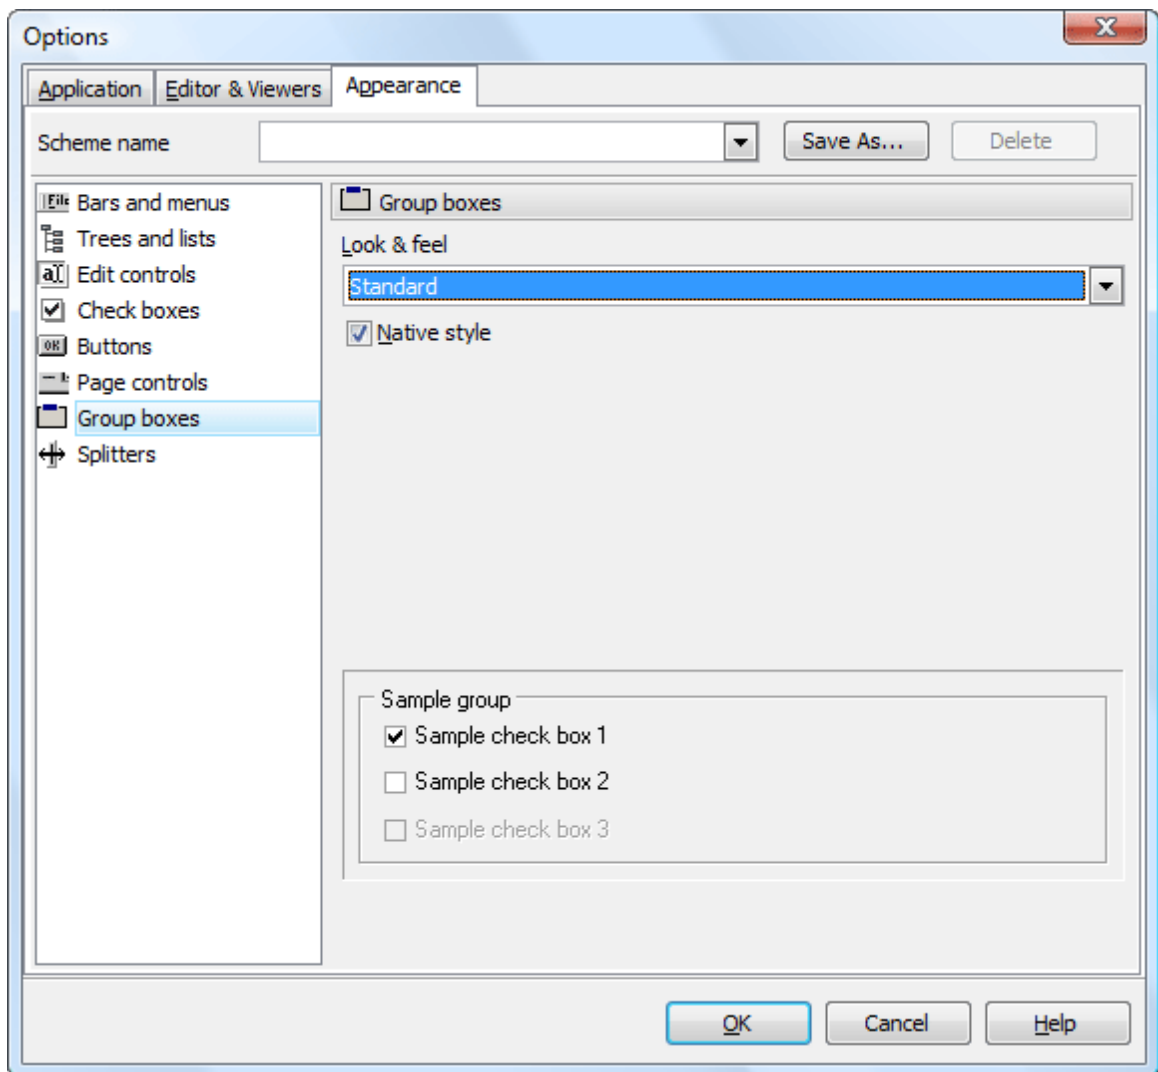 Options
Application Editor & Viewers Appearance
Scheme name Save As... Delete
Bars and menus
Trees and lists
Edit controls
Check boxes
Buttons
Page controls
Group boxes
Splitters
Group boxes
Look & feel
Standard
Native style
Sample group
Sample check box 1
Sample check box 2
Sample check box 3
OK Cancel Help